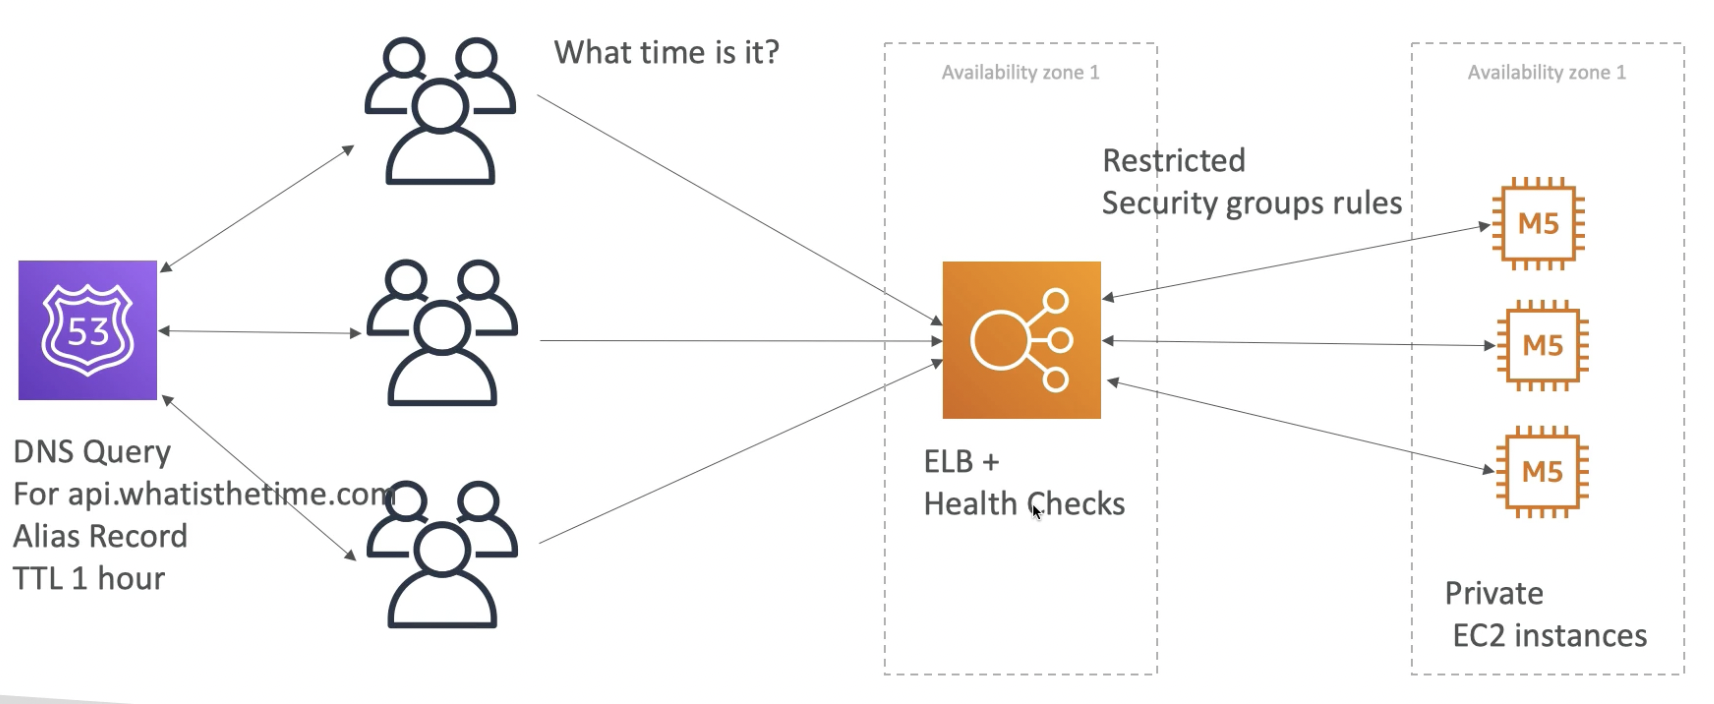 What time is it?
Availability zone 1
Availability zone 1
Restricted
Security groups rules
M5
M5
M5
53
DNS Query
For api.whatisthetime.com
Alias Record
TTL 1 hour
ELB +
Health Checks
Private
EC2 instances